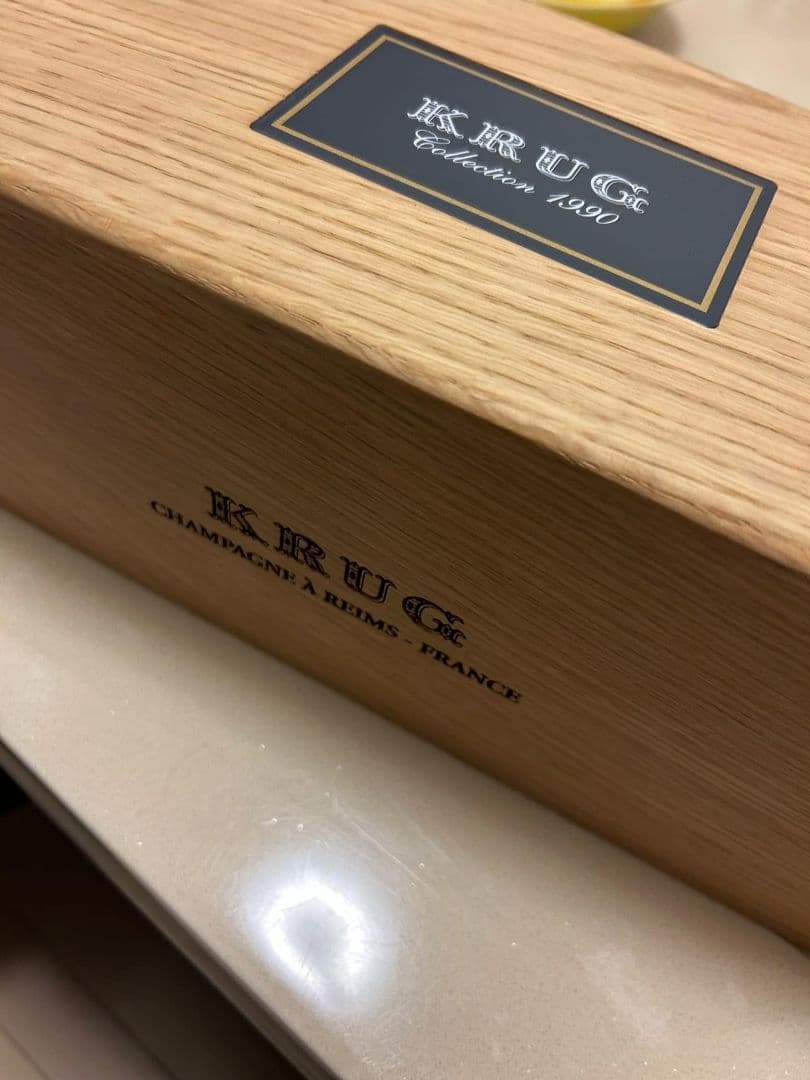 KRUG
Collection 1990
KRUG
CHAMPAGNE À REIMS - FRANCE